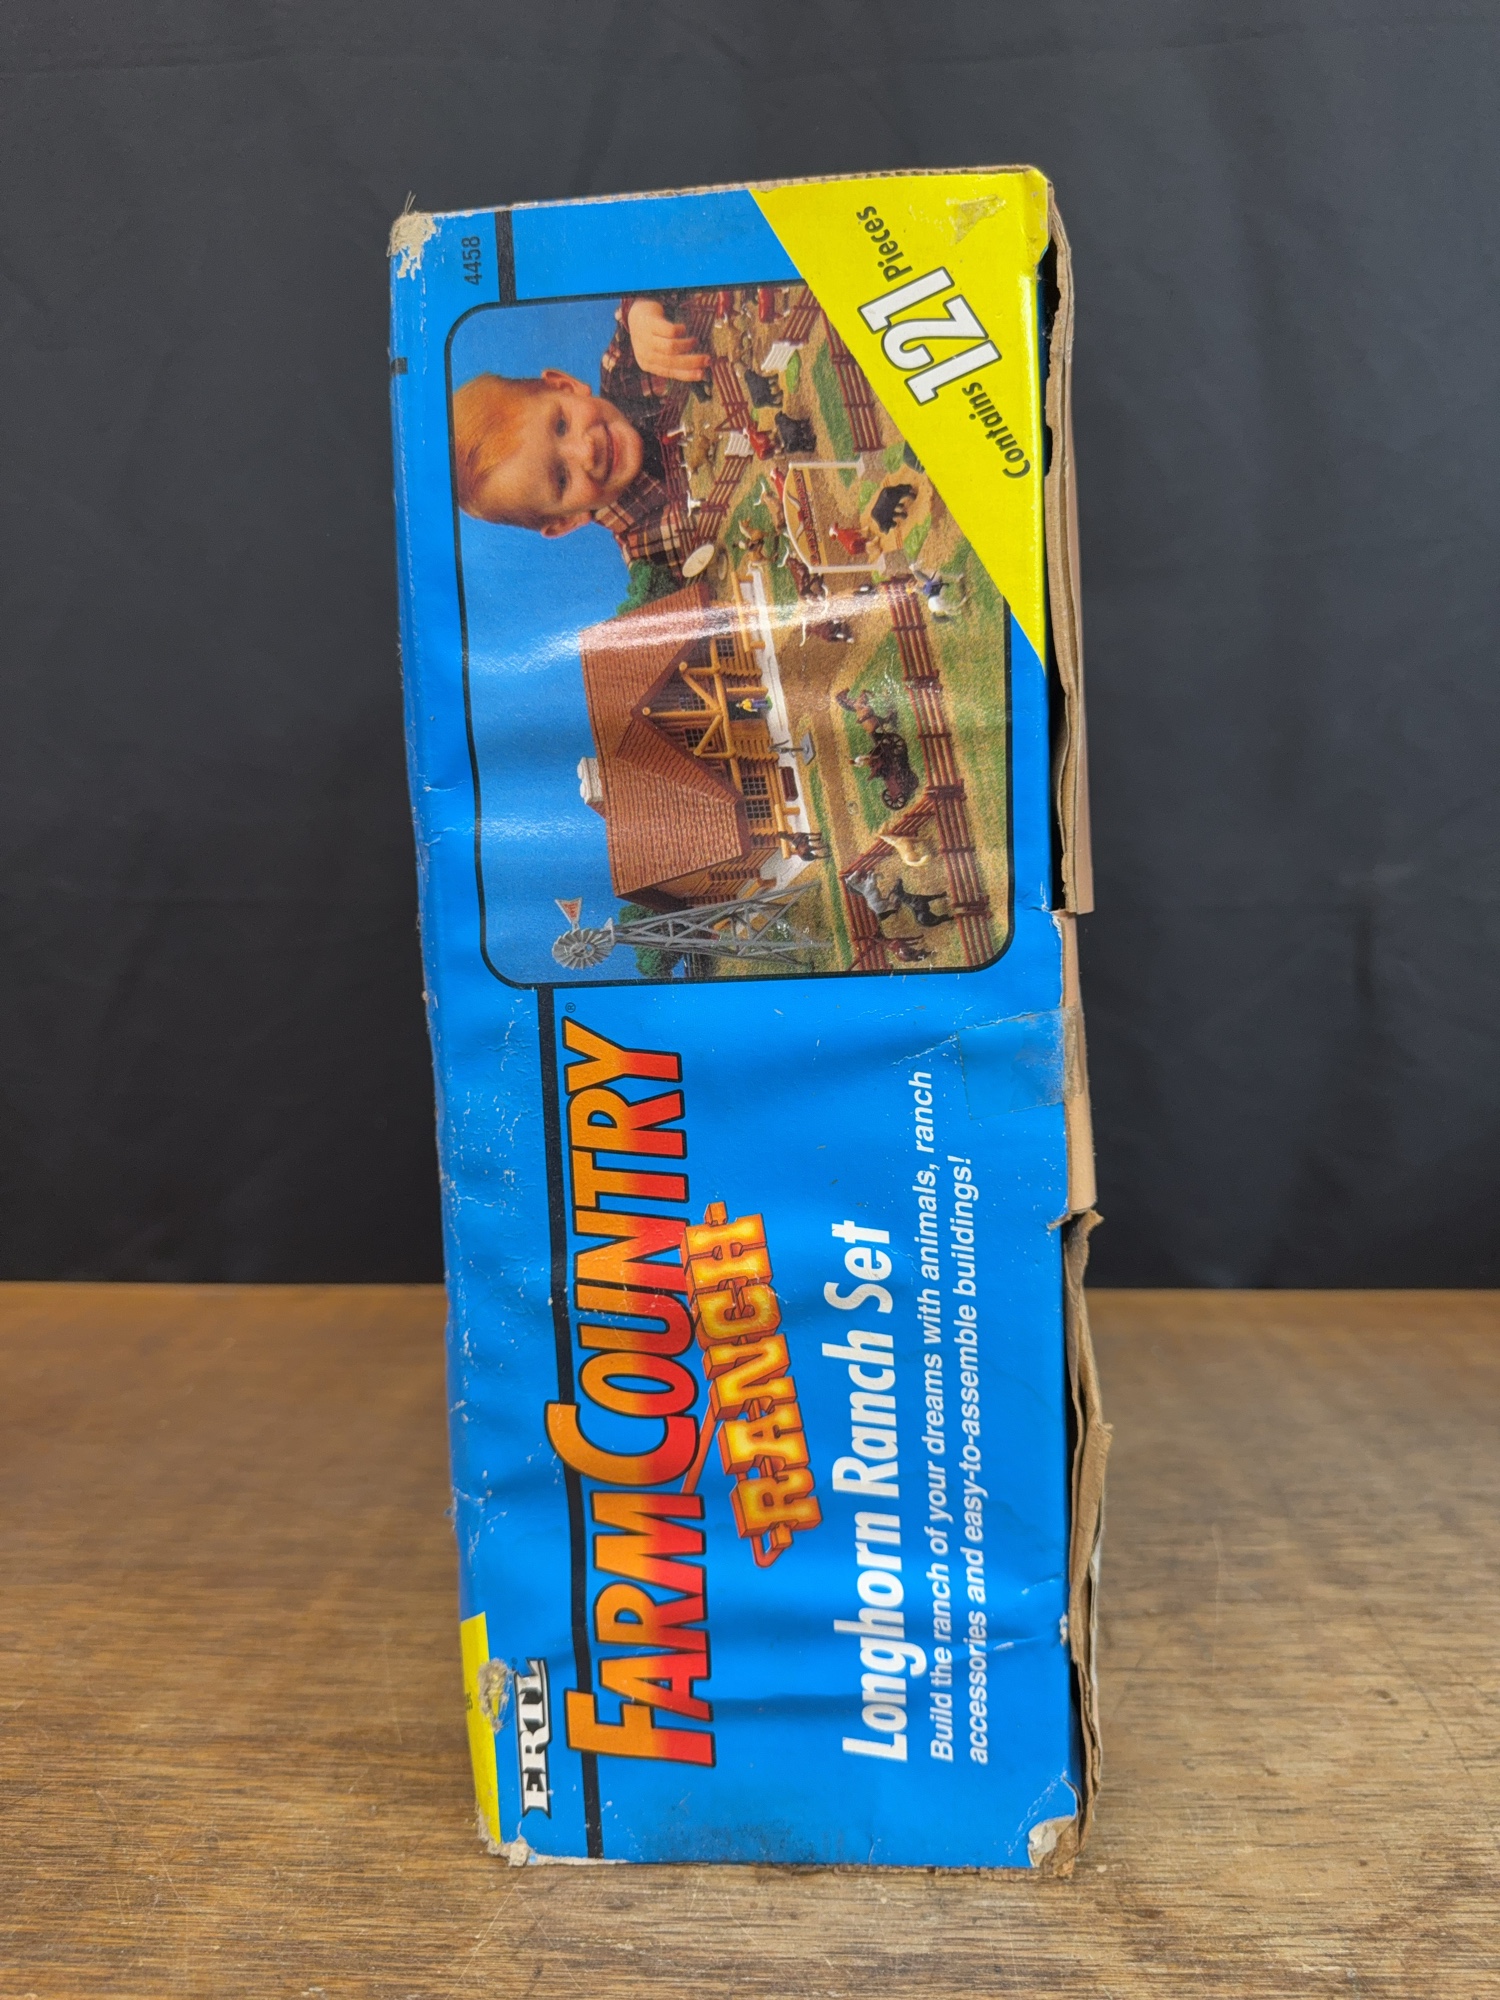 ERTL
FARM COUNTRY®
RANCH
Longhorn Ranch Set
Build the ranch of your dreams with animals, ranch
accessories and easy-to-assemble buildings!
4458
Contains 121 Pieces